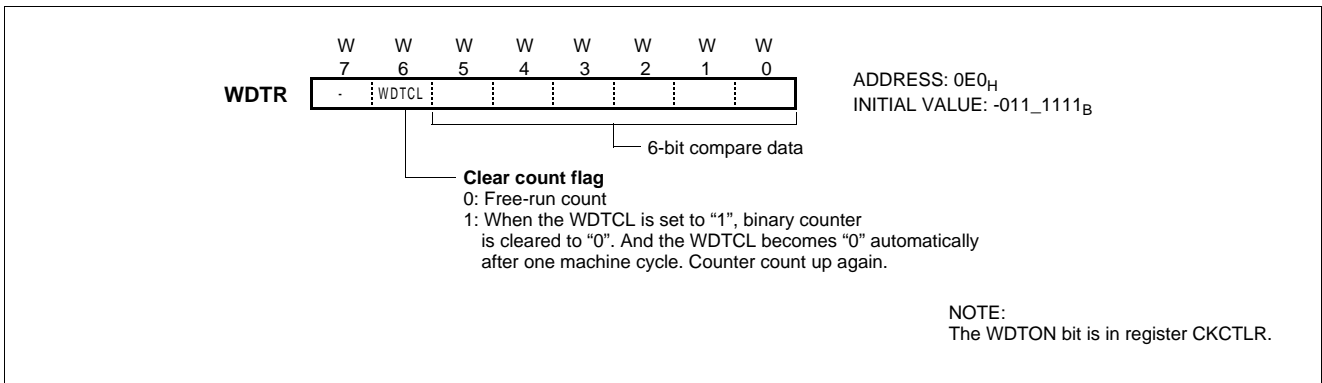 W W W W W W W W
7 6 5 4 3 2 1 0
WDTR - WDTCL
ADDRESS: 0E0H
INITIAL VALUE: -011_1111B
6-bit compare data
Clear count flag
0: Free-run count
1: When the WDTCL is set to “1”, binary counter
is cleared to “0”. And the WDTCL becomes “0” automatically
after one machine cycle. Counter count up again.
NOTE:
The WDTON bit is in register CKCTLR.